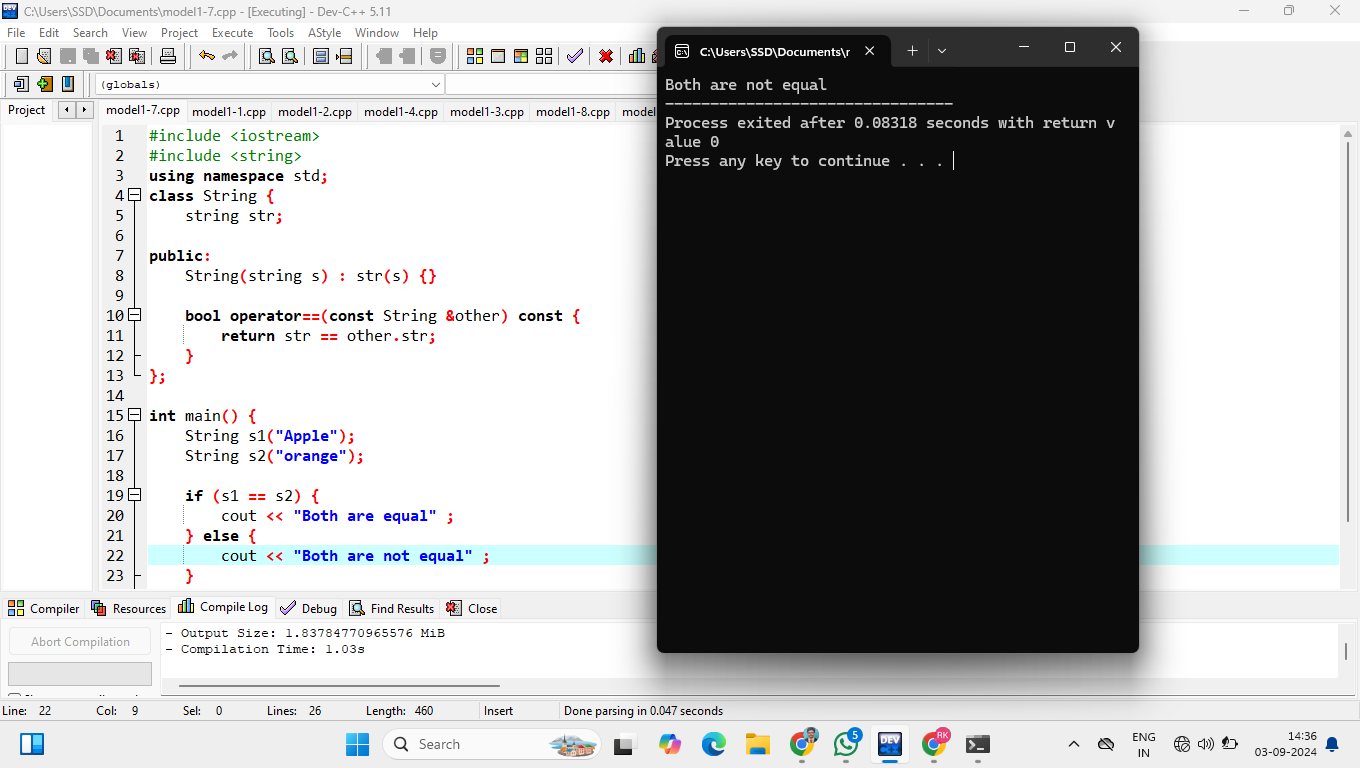 C:\Users\SSD\Documents\model1-7.cpp - [Executing] - Dev-C++ 5.11
File Edit Search View Project Execute Tools AStyle Window Help
(globals)
Project
model1-7.cpp model1-1.cpp model1-2.cpp model1-4.cpp model1-3.cpp model1-8.cpp model
1 #include <iostream>
2 #include <string>
3 using namespace std;
4 class String {
5 string str;
6
7 public:
8 String(string s) : str(s) {}
9
10 bool operator==(const String &other) const {
11 return str == other.str;
12 }
13 };
14
15 int main() {
16 String s1("Apple");
17 String s2("orange");
18
19 if (s1 == s2) {
20 cout << "Both are equal" ;
21 } else {
22 cout << "Both are not equal" ;
23 }
C:\Users\SSD\Documents\r
Both are not equal
--------------------------------
Process exited after 0.08318 seconds with return v
alue 0
Press any key to continue . . .
Compiler Resources Compile Log Debug Find Results Close
Abort Compilation
- Output Size: 1.83784770965576 MiB
- Compilation Time: 1.03s
Line: 22 Col: 9 Sel: 0 Lines: 26 Length: 460 Insert Done parsing in 0.047 seconds
Search
5
DEV
RK
ENG
IN
14:36
03-09-2024